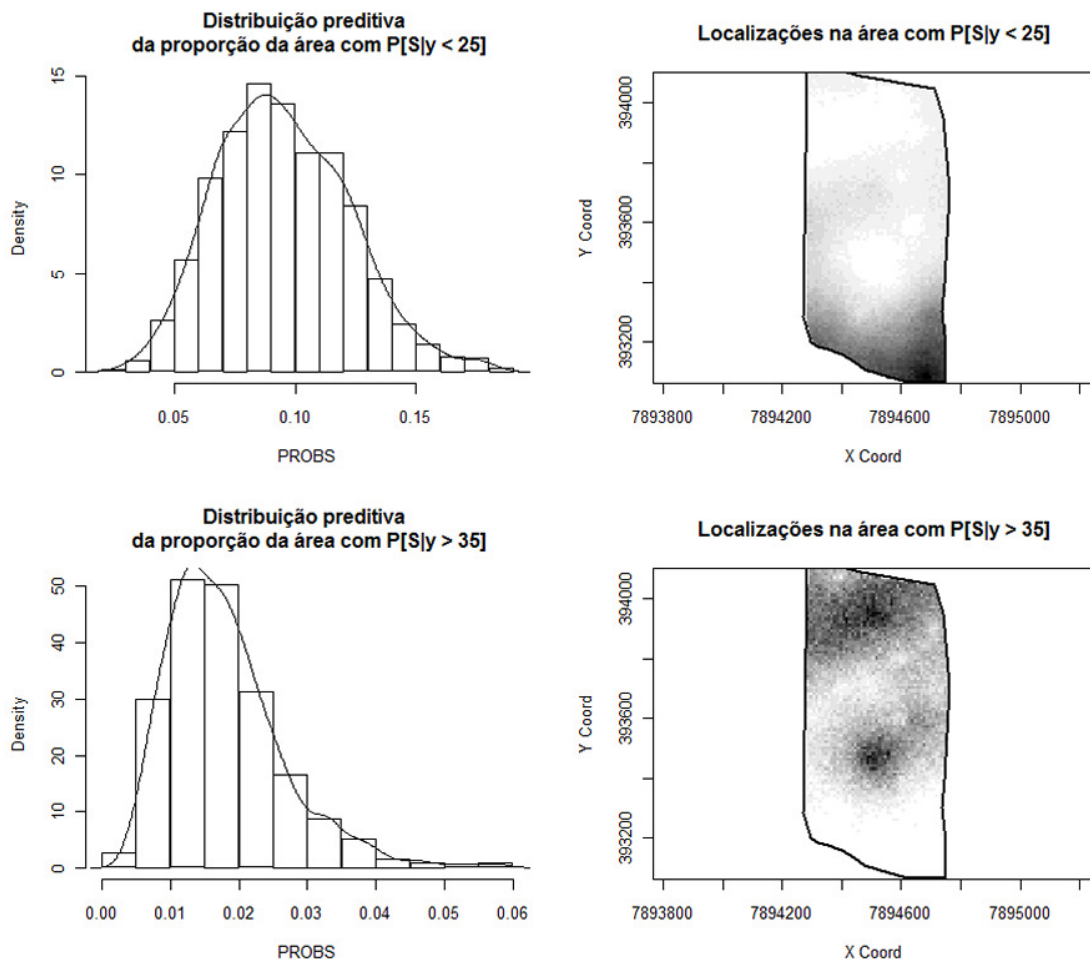 Distribuição preditiva
da proporção da área com P[S|y < 25]
Density
0
5
10
15
0.05
0.10
0.15
PROBS
Localizações na área com P[S|y < 25]
Y Coord
393200
393600
394000
7893800
7894200
7894600
7895000
X Coord
Distribuição preditiva
da proporção da área com P[S|y > 35]
Density
0
10
20
30
40
50
0.00
0.01
0.02
0.03
0.04
0.05
0.06
PROBS
Localizações na área com P[S|y > 35]
Y Coord
393200
393600
394000
7893800
7894200
7894600
7895000
X Coord